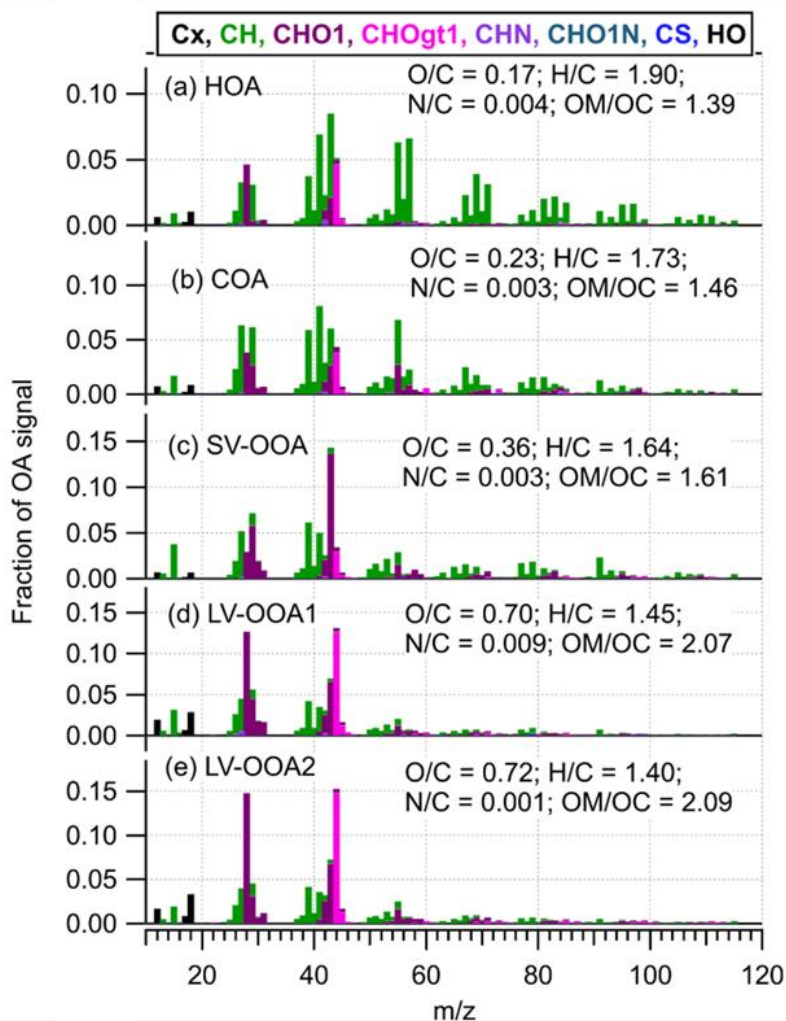 Cx, CH, CHO1, CHOgt1, CHN, CHO1N, CS, HO
(a) HOA
O/C = 0.17; H/C = 1.90;
N/C = 0.004; OM/OC = 1.39
0.10
0.05
0.00
(b) COA
O/C = 0.23; H/C = 1.73;
N/C = 0.003; OM/OC = 1.46
0.10
0.05
0.00
(c) SV-OOA
O/C = 0.36; H/C = 1.64;
N/C = 0.003; OM/OC = 1.61
0.15
0.10
0.05
0.00
(d) LV-OOA1
O/C = 0.70; H/C = 1.45;
N/C = 0.009; OM/OC = 2.07
0.15
0.10
0.05
0.00
(e) LV-OOA2
O/C = 0.72; H/C = 1.40;
N/C = 0.001; OM/OC = 2.09
0.15
0.10
0.05
0.00
Fraction of OA signal
20 40 60 80 100 120
m/z